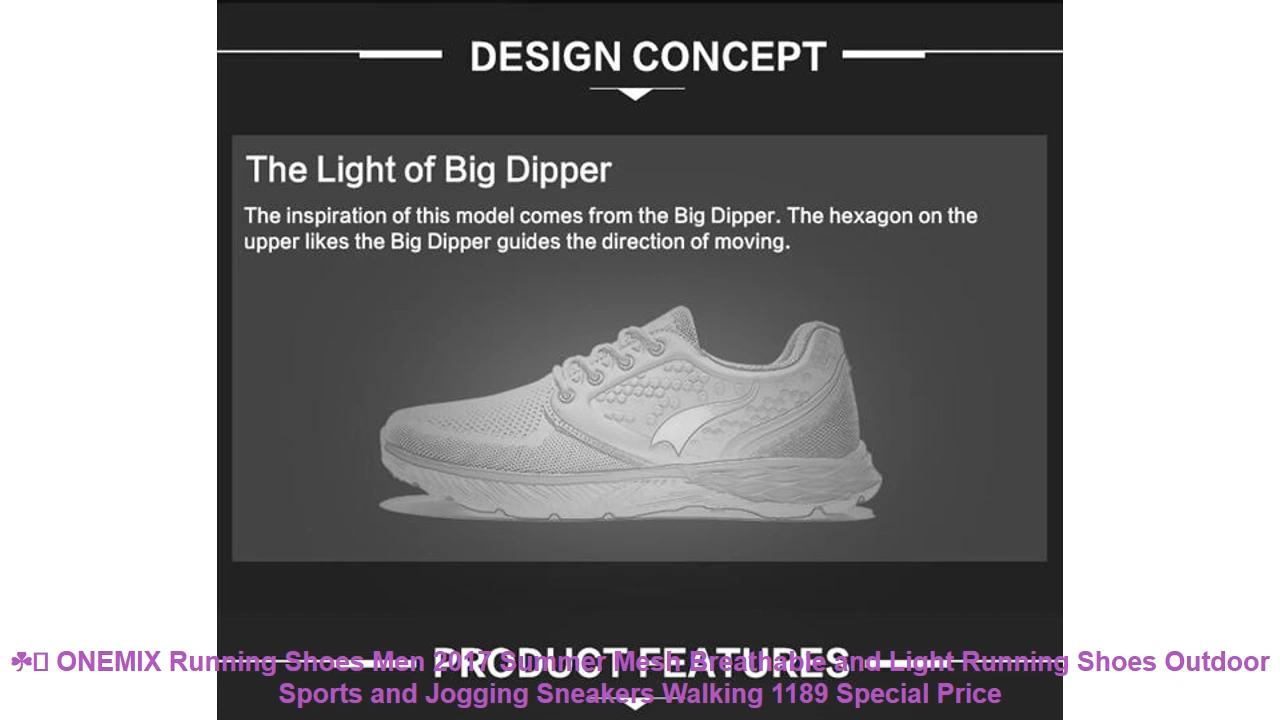 DESIGN CONCEPT
The Light of Big Dipper
The inspiration of this model comes from the Big Dipper. The hexagon on the
upper likes the Big Dipper guides the direction of moving.
PRODUCT FEATURES
☘ ONEMIX Running Shoes Men 2017 Summer Mesh Breathable and Light Running Shoes Outdoor
Sports and Jogging Sneakers Walking 1189 Special Price